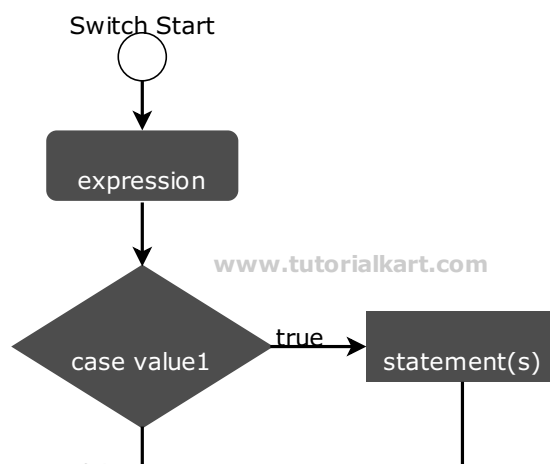 Switch Start
expression
www.tutorialkart.com
case value1
true
statement(s)